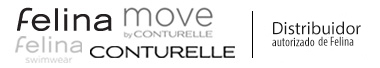 felina move
by CONTURELLE
felina CONTURELLE
swimwear
Distribuidor
autorizado de Felina